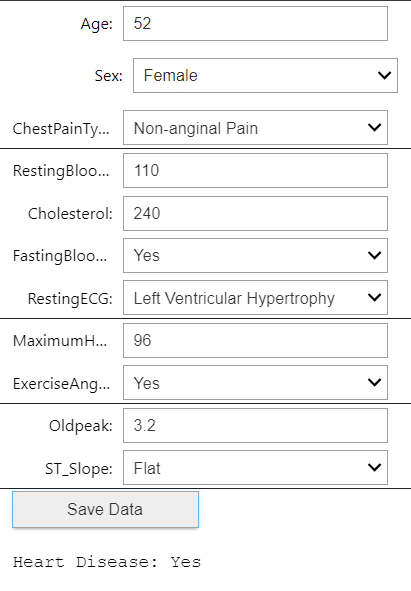 Age: 52
Sex: Female
ChestPainTy... Non-anginal Pain
RestingBloo... 110
Cholesterol: 240
FastingBloo... Yes
RestingECG: Left Ventricular Hypertrophy
MaximumH... 96
ExerciseAng... Yes
Oldpeak: 3.2
ST_Slope: Flat
Save Data
Heart Disease: Yes